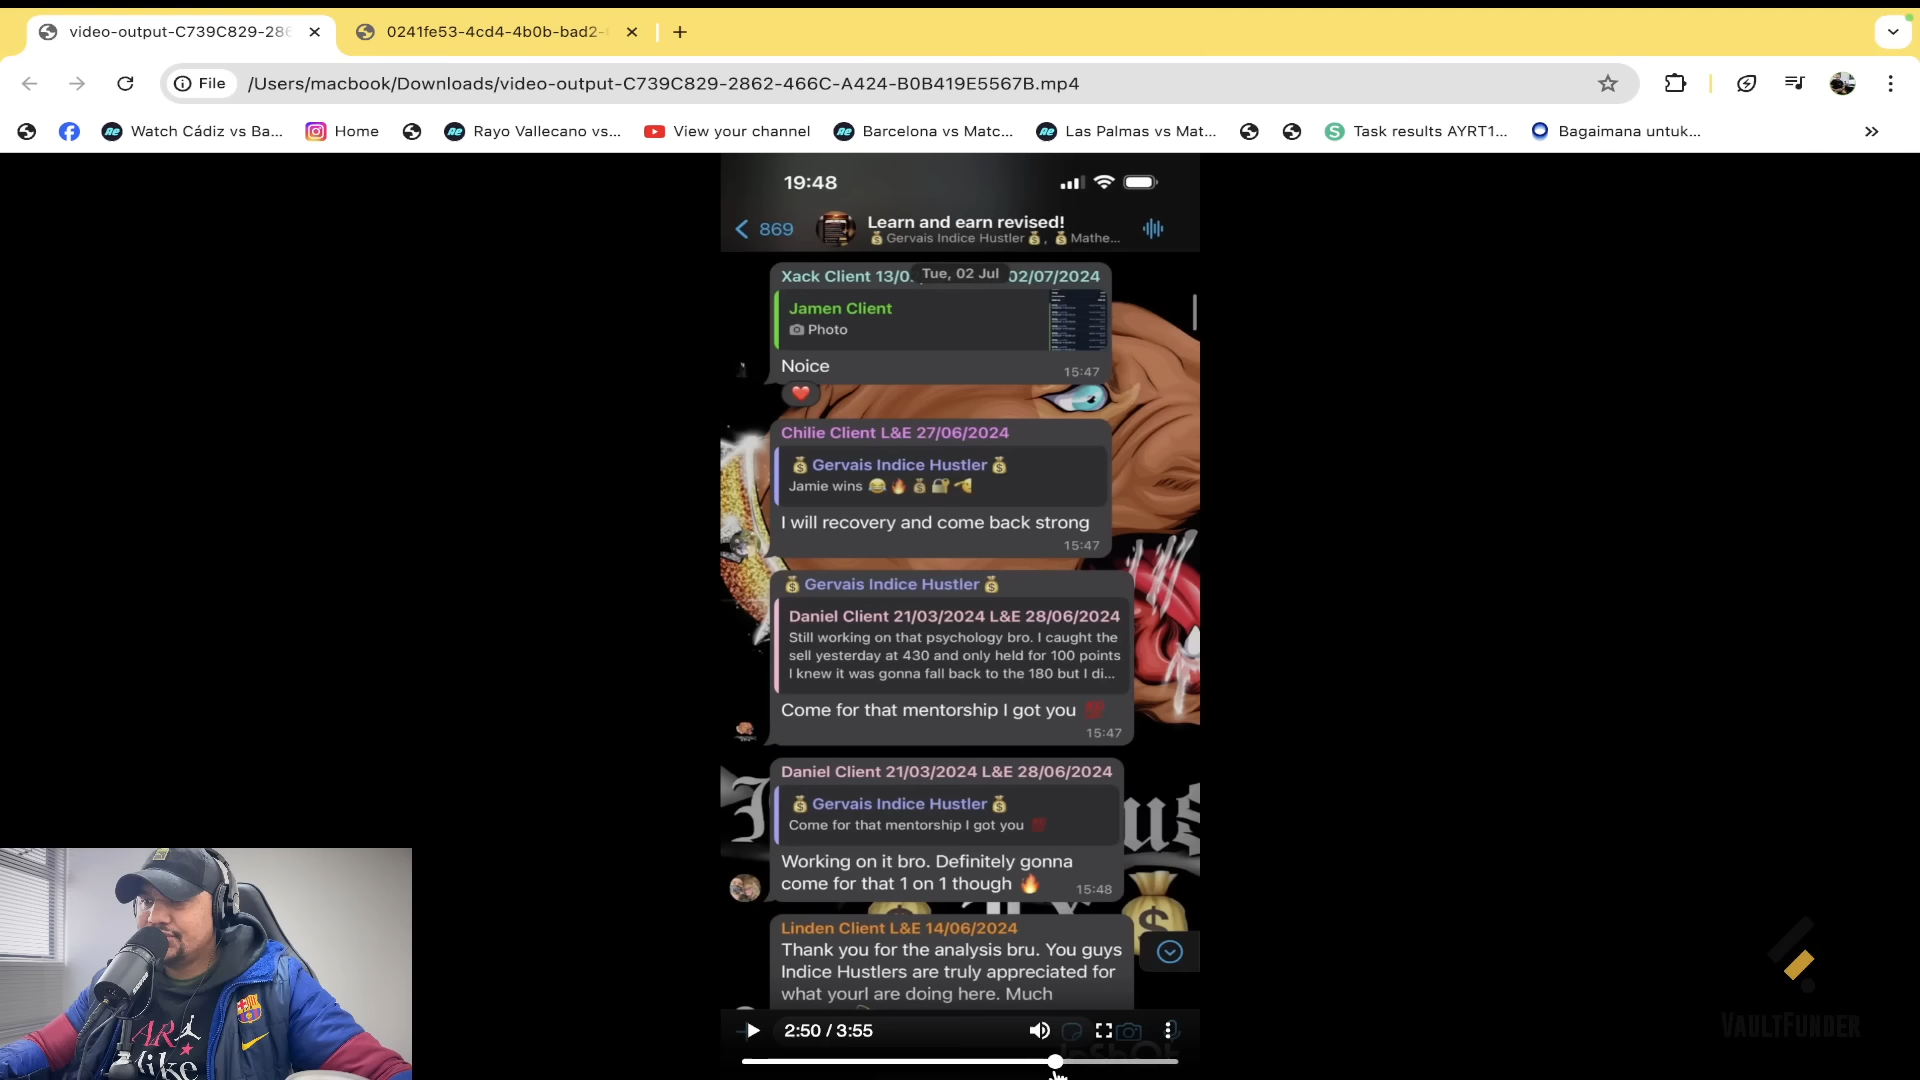 video-output-C739C829-286
0241fe53-4cd4-4b0b-bad2-
File
/Users/macbook/Downloads/video-output-C739C829-2862-466C-A424-B0B419E5567B.mp4
Watch Cádiz vs Ba...
Home
Rayo Vallecano vs...
View your channel
Barcelona vs Matc...
Las Palmas vs Mat...
Task results AYRT1...
Bagaimana untuk...
19:48
869
Learn and earn revised!
💰Gervais Indice Hustler💰, 💰Mathe...
Tue, 02 Jul
Xack Client 13/0 02/07/2024
Jamen Client
Photo
Noice
15:47
Chilie Client L&E 27/06/2024
💰Gervais Indice Hustler💰
Jamie wins 😂🔥💰🔐🫡
I will recovery and come back strong
15:47
💰Gervais Indice Hustler💰
Daniel Client 21/03/2024 L&E 28/06/2024
Still working on that psychology bro. I caught the
sell yesterday at 430 and only held for 100 points
I knew it was gonna fall back to the 180 but I di...
Come for that mentorship I got you 💯
15:47
Daniel Client 21/03/2024 L&E 28/06/2024
💰Gervais Indice Hustler💰
Come for that mentorship I got you 💯
Working on it bro. Definitely gonna
come for that 1 on 1 though 🔥
15:48
Linden Client L&E 14/06/2024
Thank you for the analysis bru. You guys
Indice Hustlers are truly appreciated for
what yourl are doing here. Much
2:50 / 3:55
InShOt
VAULTFUNDER